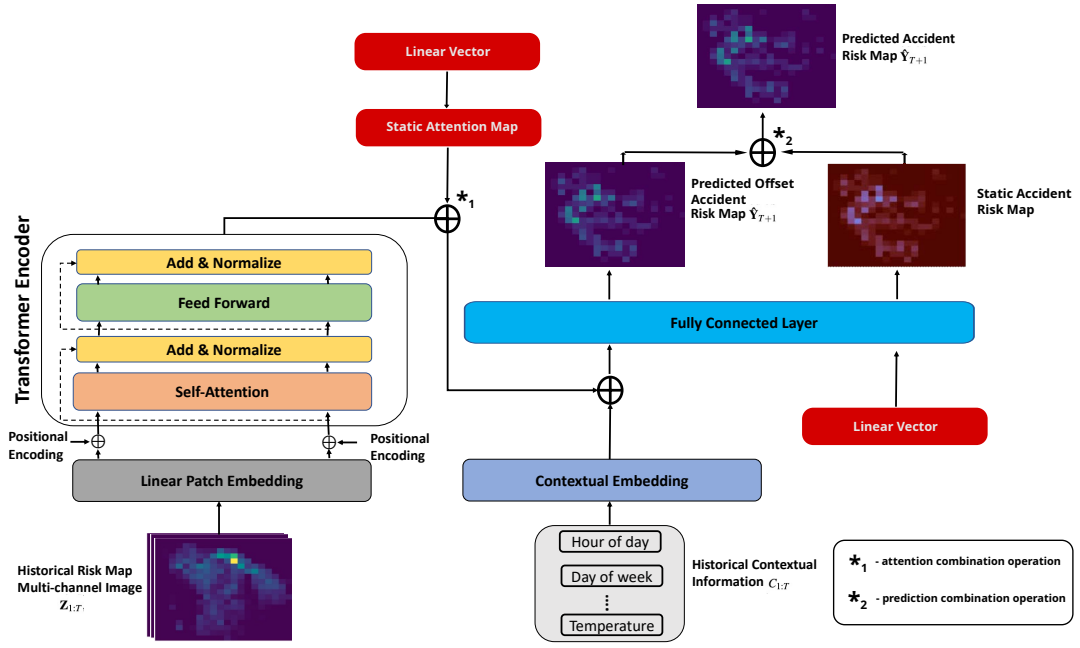 Linear Vector
Static Attention Map
*1
Predicted Accident
Risk Map Ŷ_{T+1}
*2
Predicted Offset
Accident
Risk Map Ŷ_{T+1}
Static Accident
Risk Map
Transformer Encoder
Add & Normalize
Feed Forward
Add & Normalize
Self-Attention
Positional
Encoding
Positional
Encoding
Linear Patch Embedding
Historical Risk Map
Multi-channel Image
Z_{1:T}
Fully Connected Layer
Linear Vector
Contextual Embedding
Hour of day
Day of week
Temperature
Historical Contextual
Information C_{1:T}
*1 - attention combination operation
*2 - prediction combination operation